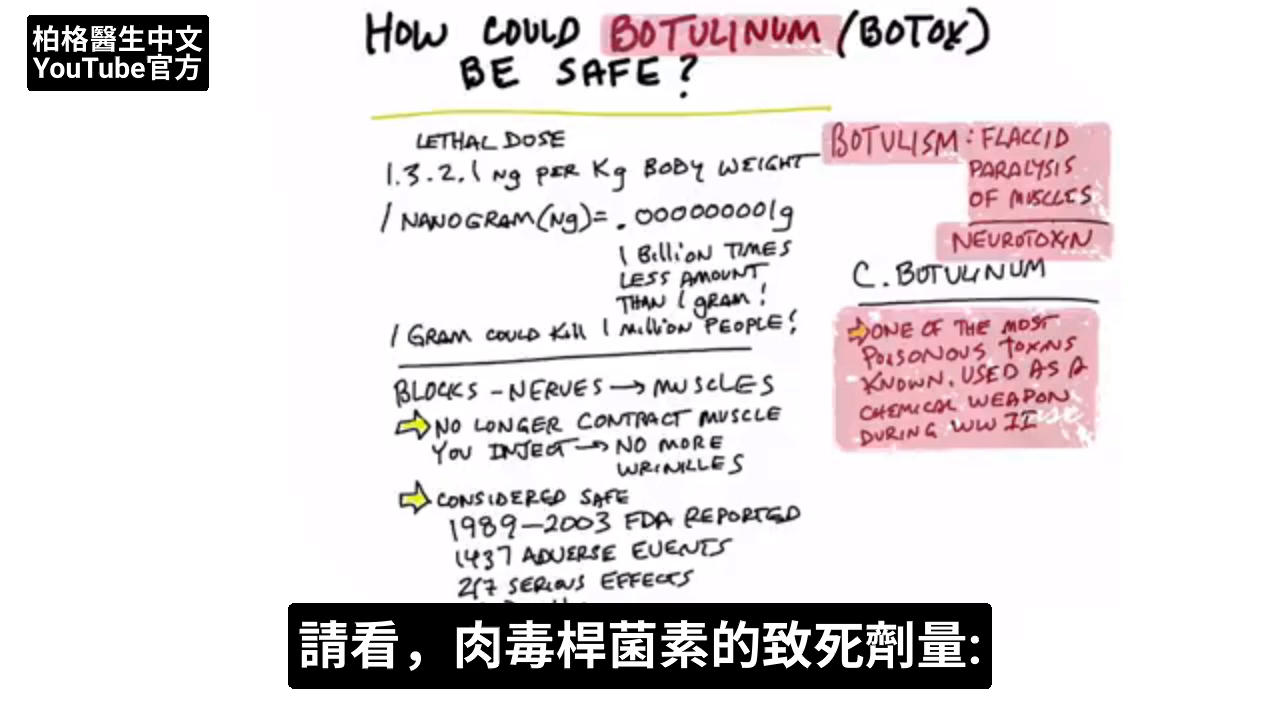 柏格醫生中文
YouTube官方
HOW COULD BOTULINUM (BOTOX)
BE SAFE?
LETHAL DOSE
1.3.2.1 Ng PER Kg BODY WEIGHT
1 NANOGRAM(Ng)= .000000001g
1 BilliON TIMES
LESS AMOUNT
THAN 1 gRAM!
1 GRAM COULD Kill 1 MilliON PEOPLE!
BLOCKS - NERVES → MUSCLES
⇨ NO LONGER CONTRACT MUSCLE
YOU INJECT → NO MORE
WRINKLES
⇨ CONSIDERED SAFE
1989-2003 FDA REPORTED
1437 ADVERSE EVENTS
217 SERIOUS EFFECTS
BOTULISM: FLACCID
PARALYSIS
OF MUSCLES
NEUROTOXIN
C. BOTULINUM
⇨ ONE OF THE MOST
POISONOUS TOXINS
KNOWN. USED AS A
CHEMICAL WEAPON
DURING WW II
請看，肉毒桿菌素的致死劑量: